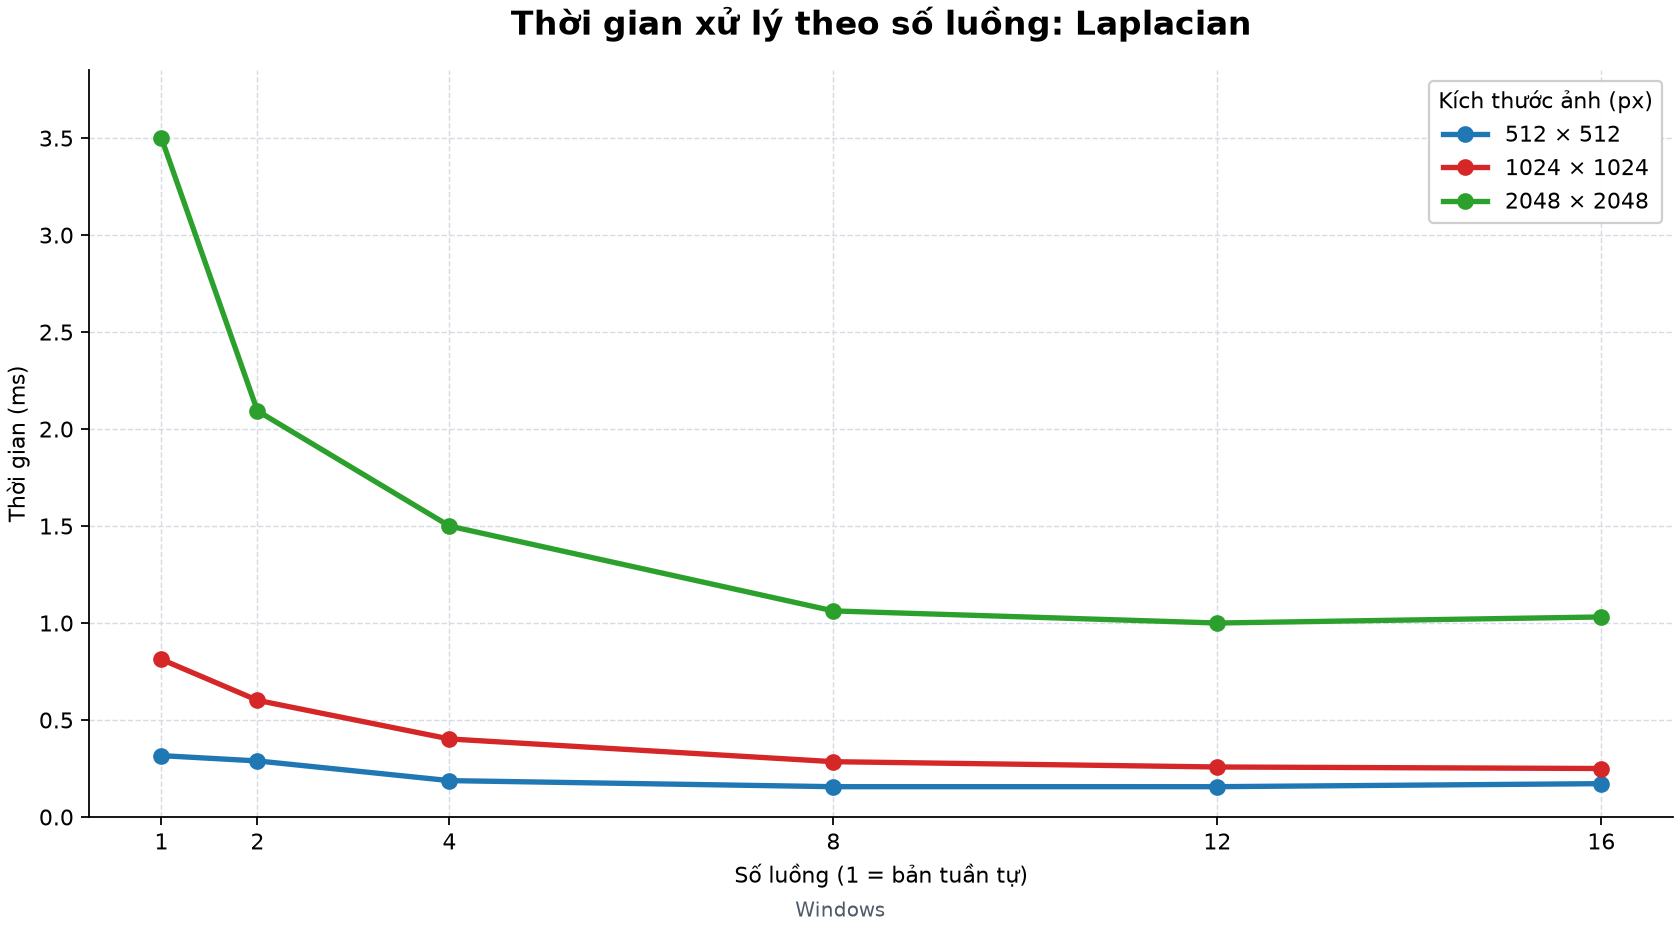 Thời gian xử lý theo số luồng: Laplacian
Kích thước ảnh (px)
512 × 512
1024 × 1024
2048 × 2048
Thời gian (ms)
3.5
3.0
2.5
2.0
1.5
1.0
0.5
0.0
1 2 4 8 12 16
Số luồng (1 = bản tuần tự)
Windows